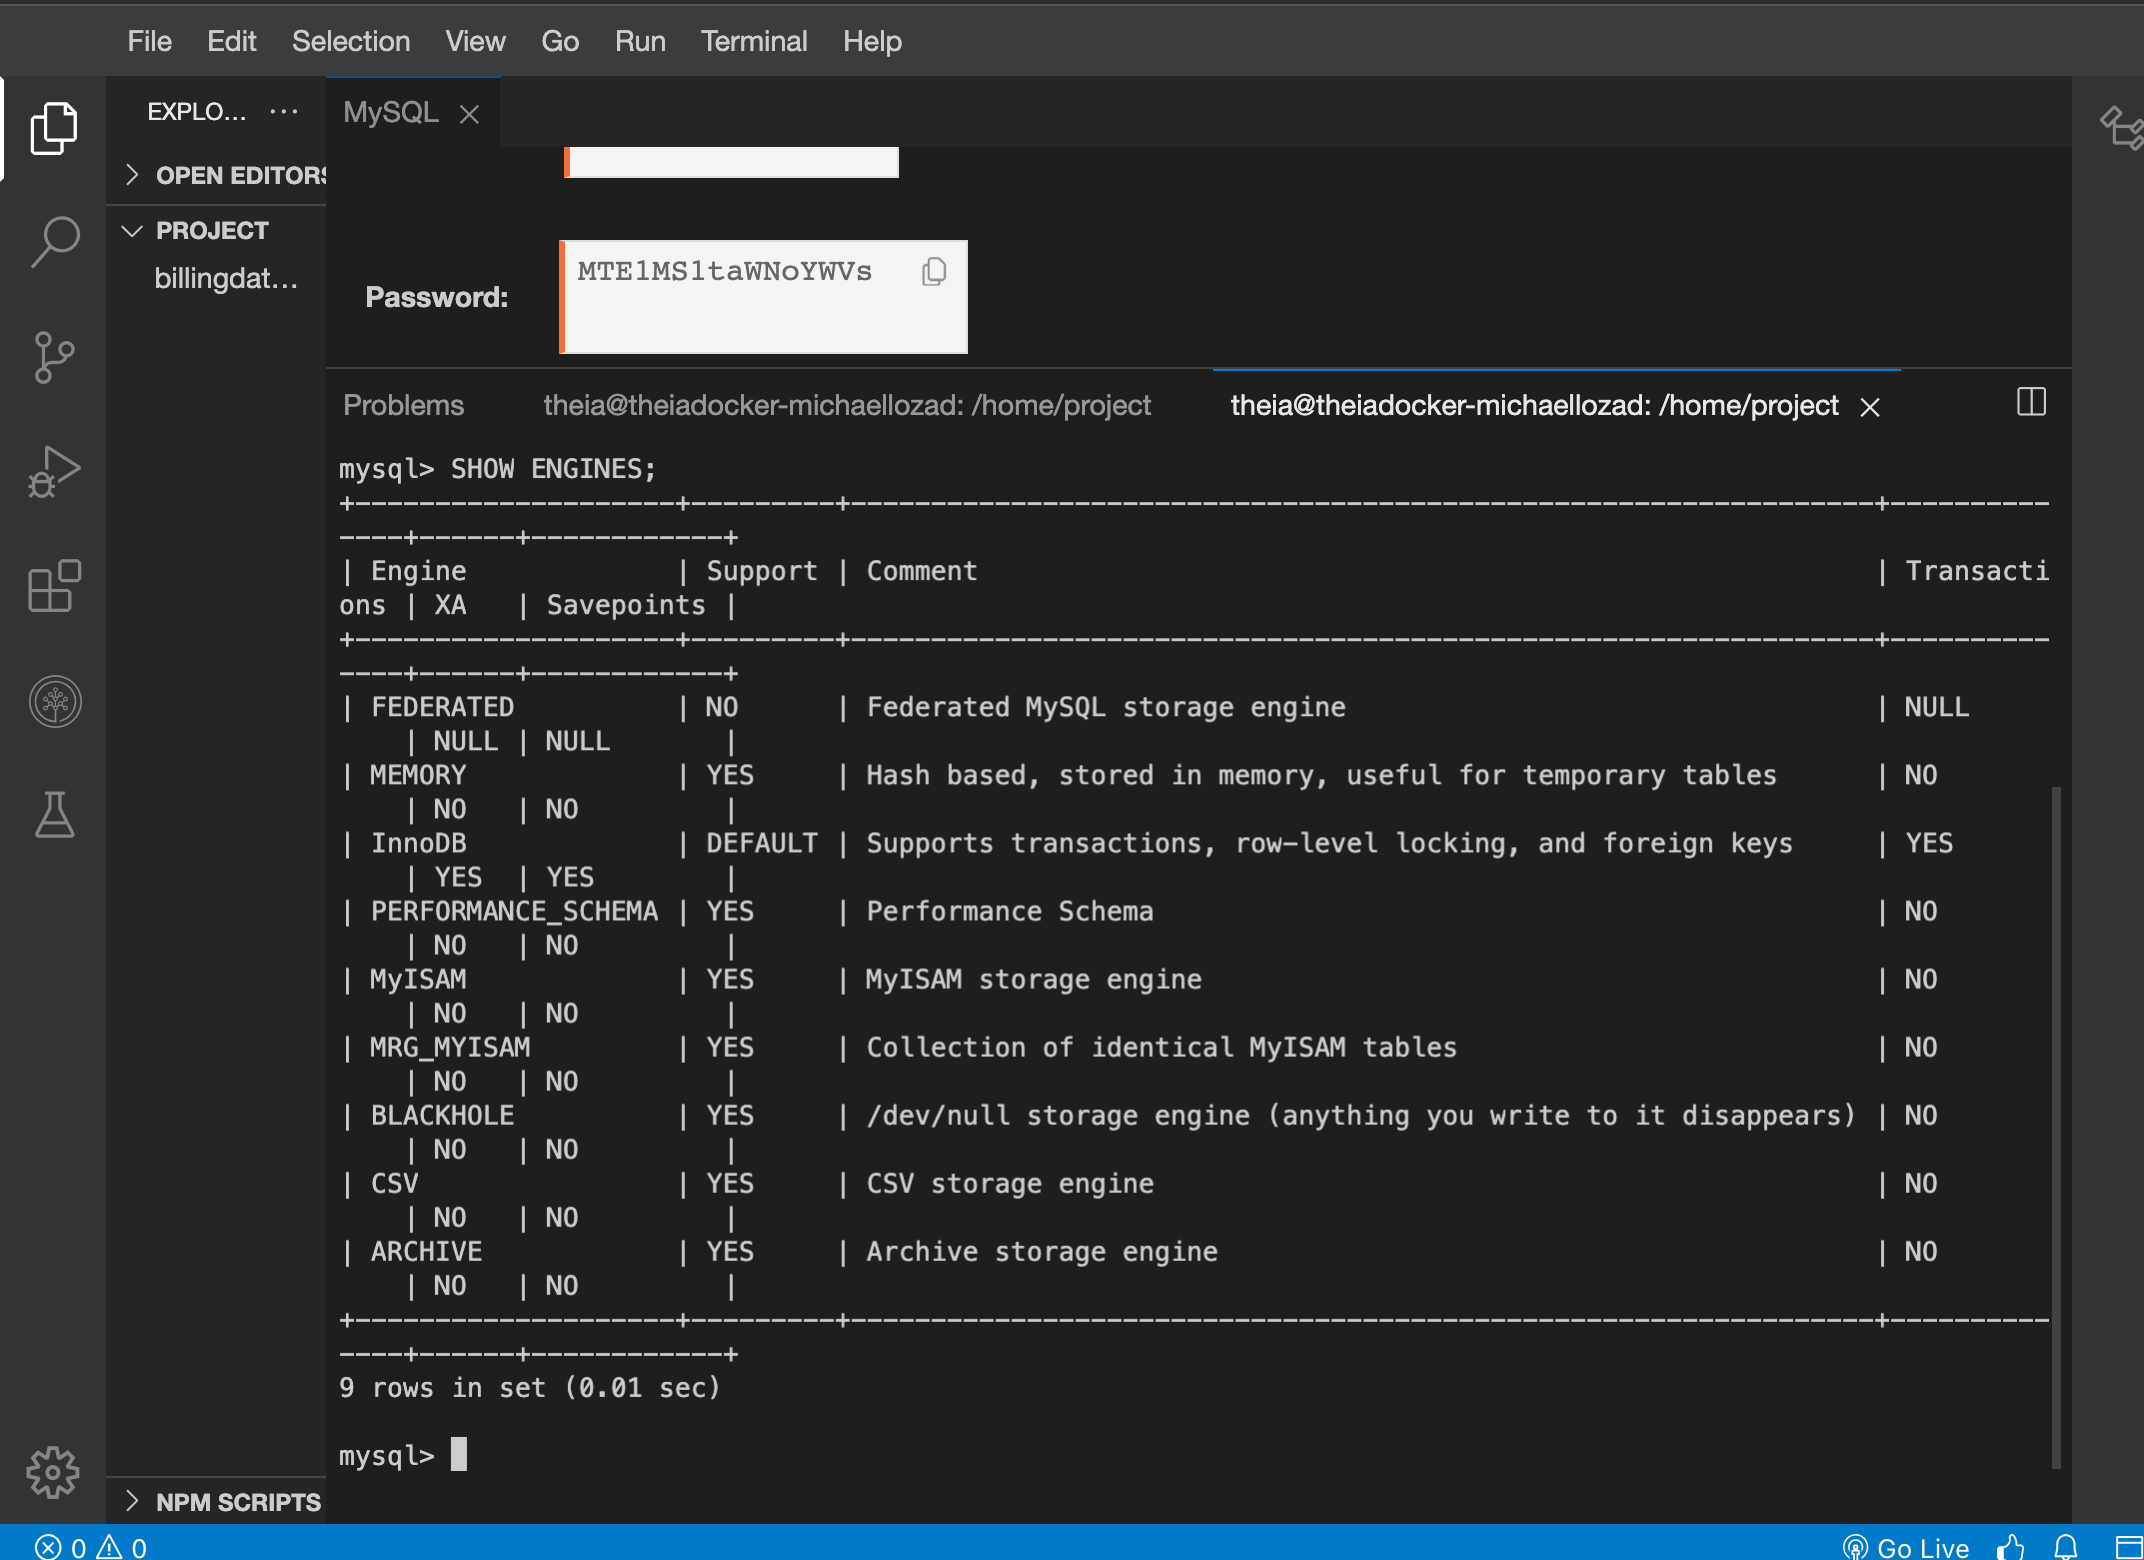 File Edit Selection View Go Run Terminal Help
EXPLO... ···
MySQL
OPEN EDITORS
PROJECT
billingdat...
Password:
MTE1MS1taWNoYWVs
Problems
theia@theiadocker-michaellozad: /home/project
theia@theiadocker-michaellozad: /home/project
mysql> SHOW ENGINES;
+--------------------+---------+----------------------------------------------------------------+----------
----+------+------------+
| Engine             | Support | Comment                                                        | Transacti
ons | XA   | Savepoints |
+--------------------+---------+----------------------------------------------------------------+----------
----+------+------------+
| FEDERATED          | NO      | Federated MySQL storage engine                                 | NULL
    | NULL | NULL       |
| MEMORY             | YES     | Hash based, stored in memory, useful for temporary tables      | NO
    | NO   | NO         |
| InnoDB             | DEFAULT | Supports transactions, row-level locking, and foreign keys     | YES
    | YES  | YES        |
| PERFORMANCE_SCHEMA | YES     | Performance Schema                                             | NO
    | NO   | NO         |
| MyISAM             | YES     | MyISAM storage engine                                          | NO
    | NO   | NO         |
| MRG_MYISAM         | YES     | Collection of identical MyISAM tables                          | NO
    | NO   | NO         |
| BLACKHOLE          | YES     | /dev/null storage engine (anything you write to it disappears) | NO
    | NO   | NO         |
| CSV                | YES     | CSV storage engine                                             | NO
    | NO   | NO         |
| ARCHIVE            | YES     | Archive storage engine                                         | NO
    | NO   | NO         |
+--------------------+---------+----------------------------------------------------------------+----------
----+------+------------+
9 rows in set (0.01 sec)
mysql>
NPM SCRIPTS
0 0
Go Live